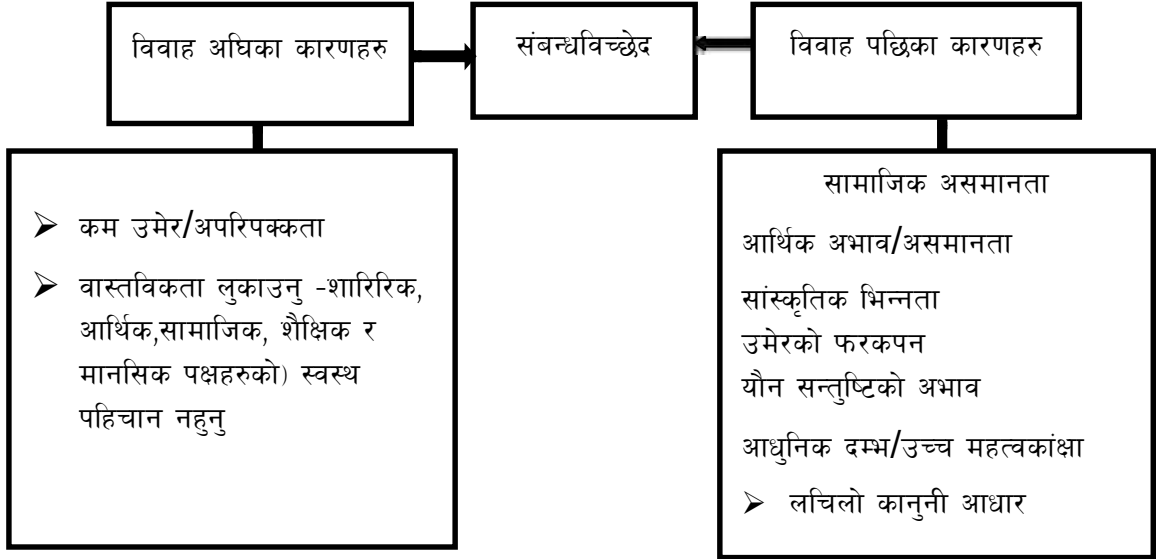 विवाह अघिका कारणहरु
संबन्धविच्छेद
विवाह पछिका कारणहरु
➢ कम उमेर/अपरिपक्कता
➢ वास्तविकता लुकाउनु -शारिरिक,
आर्थिक,सामाजिक, शैक्षिक र
मानसिक पक्षहरुको) स्वस्थ
पहिचान नहुनु
सामाजिक असमानता
आर्थिक अभाव/असमानता
सांस्कृतिक भिन्नता
उमेरको फरकपन
यौन सन्तुष्टिको अभाव
आधुनिक दम्भ/उच्च महत्वकांक्षा
➢ लचिलो कानुनी आधार